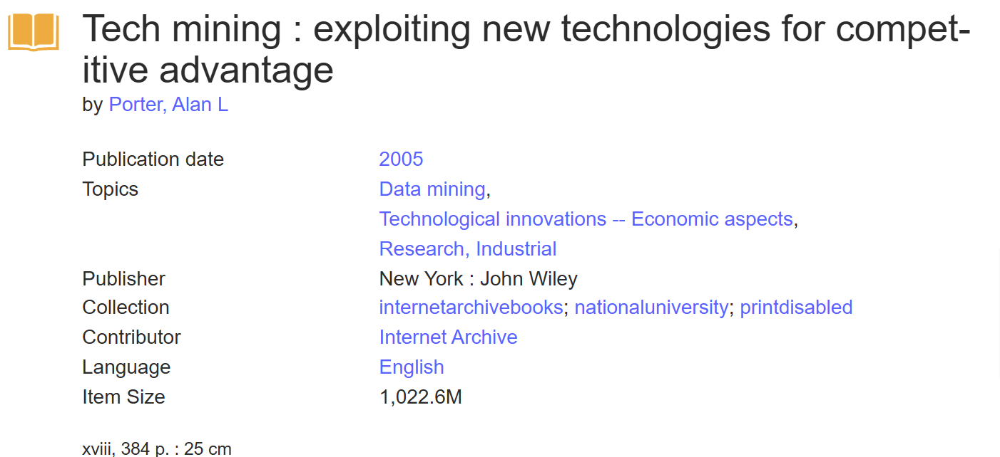 Tech mining : exploiting new technologies for compet-
itive advantage
by Porter, Alan L
Publication date 2005
Topics Data mining,
Technological innovations -- Economic aspects,
Research, Industrial
Publisher New York : John Wiley
Collection internetarchivebooks; nationaluniversity; printdisabled
Contributor Internet Archive
Language English
Item Size 1,022.6M
xviii, 384 p. : 25 cm